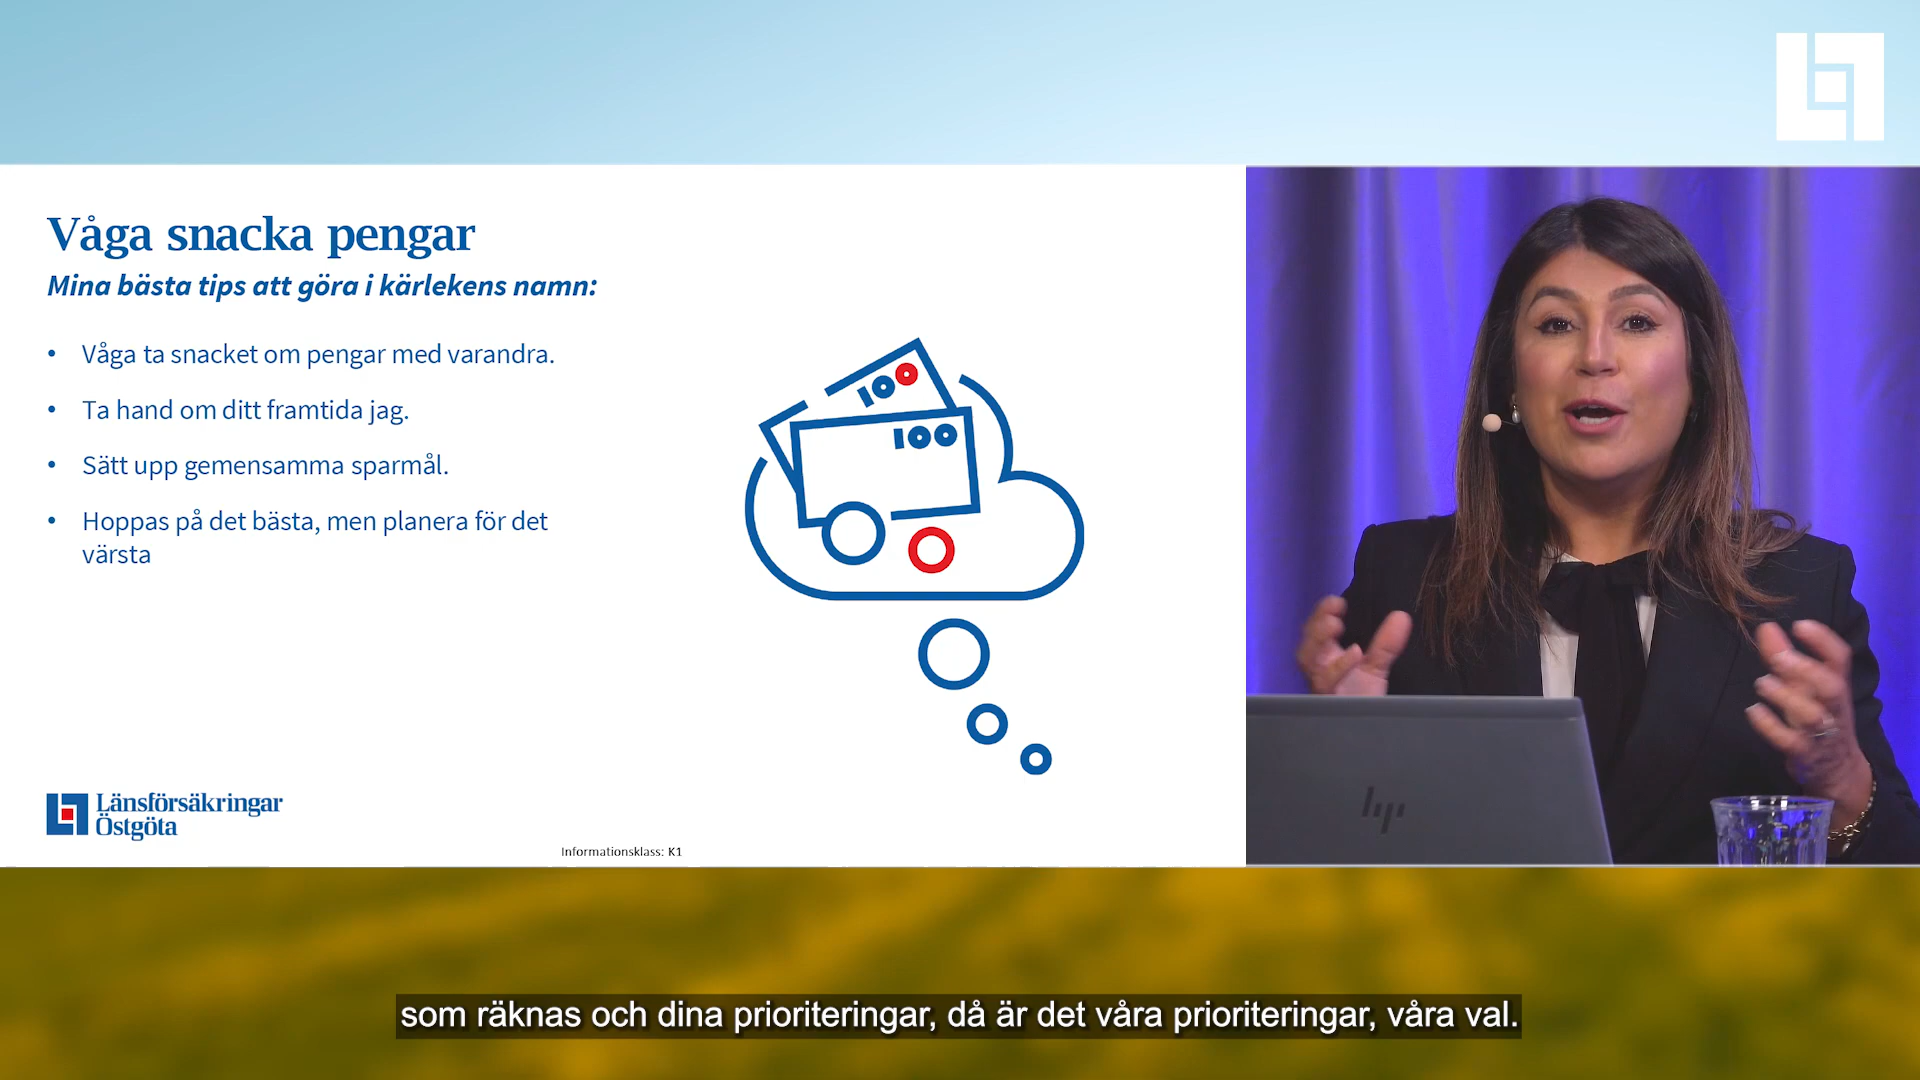 Våga snacka pengar
Mina bästa tips att göra i kärlekens namn:
• Våga ta snacket om pengar med varandra.
• Ta hand om ditt framtida jag.
• Sätt upp gemensamma sparmål.
• Hoppas på det bästa, men planera för det
värsta
100
100
Länsförsäkringar
Östgöta
Informationsklass: K1
hp
som räknas och dina prioriteringar, då är det våra prioriteringar, våra val.